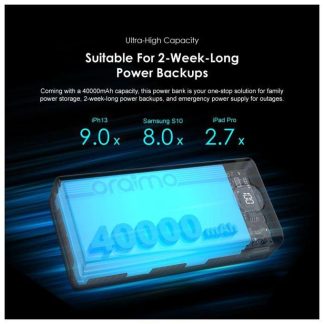 Ultra-High Capacity
Suitable For 2-Week-Long
Power Backups
Coming with a 40000mAh capacity, this power bank is your one-stop solution for family
power storage, 2-week-long power backups, and emergency power supply for outages.
iPh13 Samsung S10 iPad Pro
9.0x 8.0x 2.7x
oraimo
40000mAh